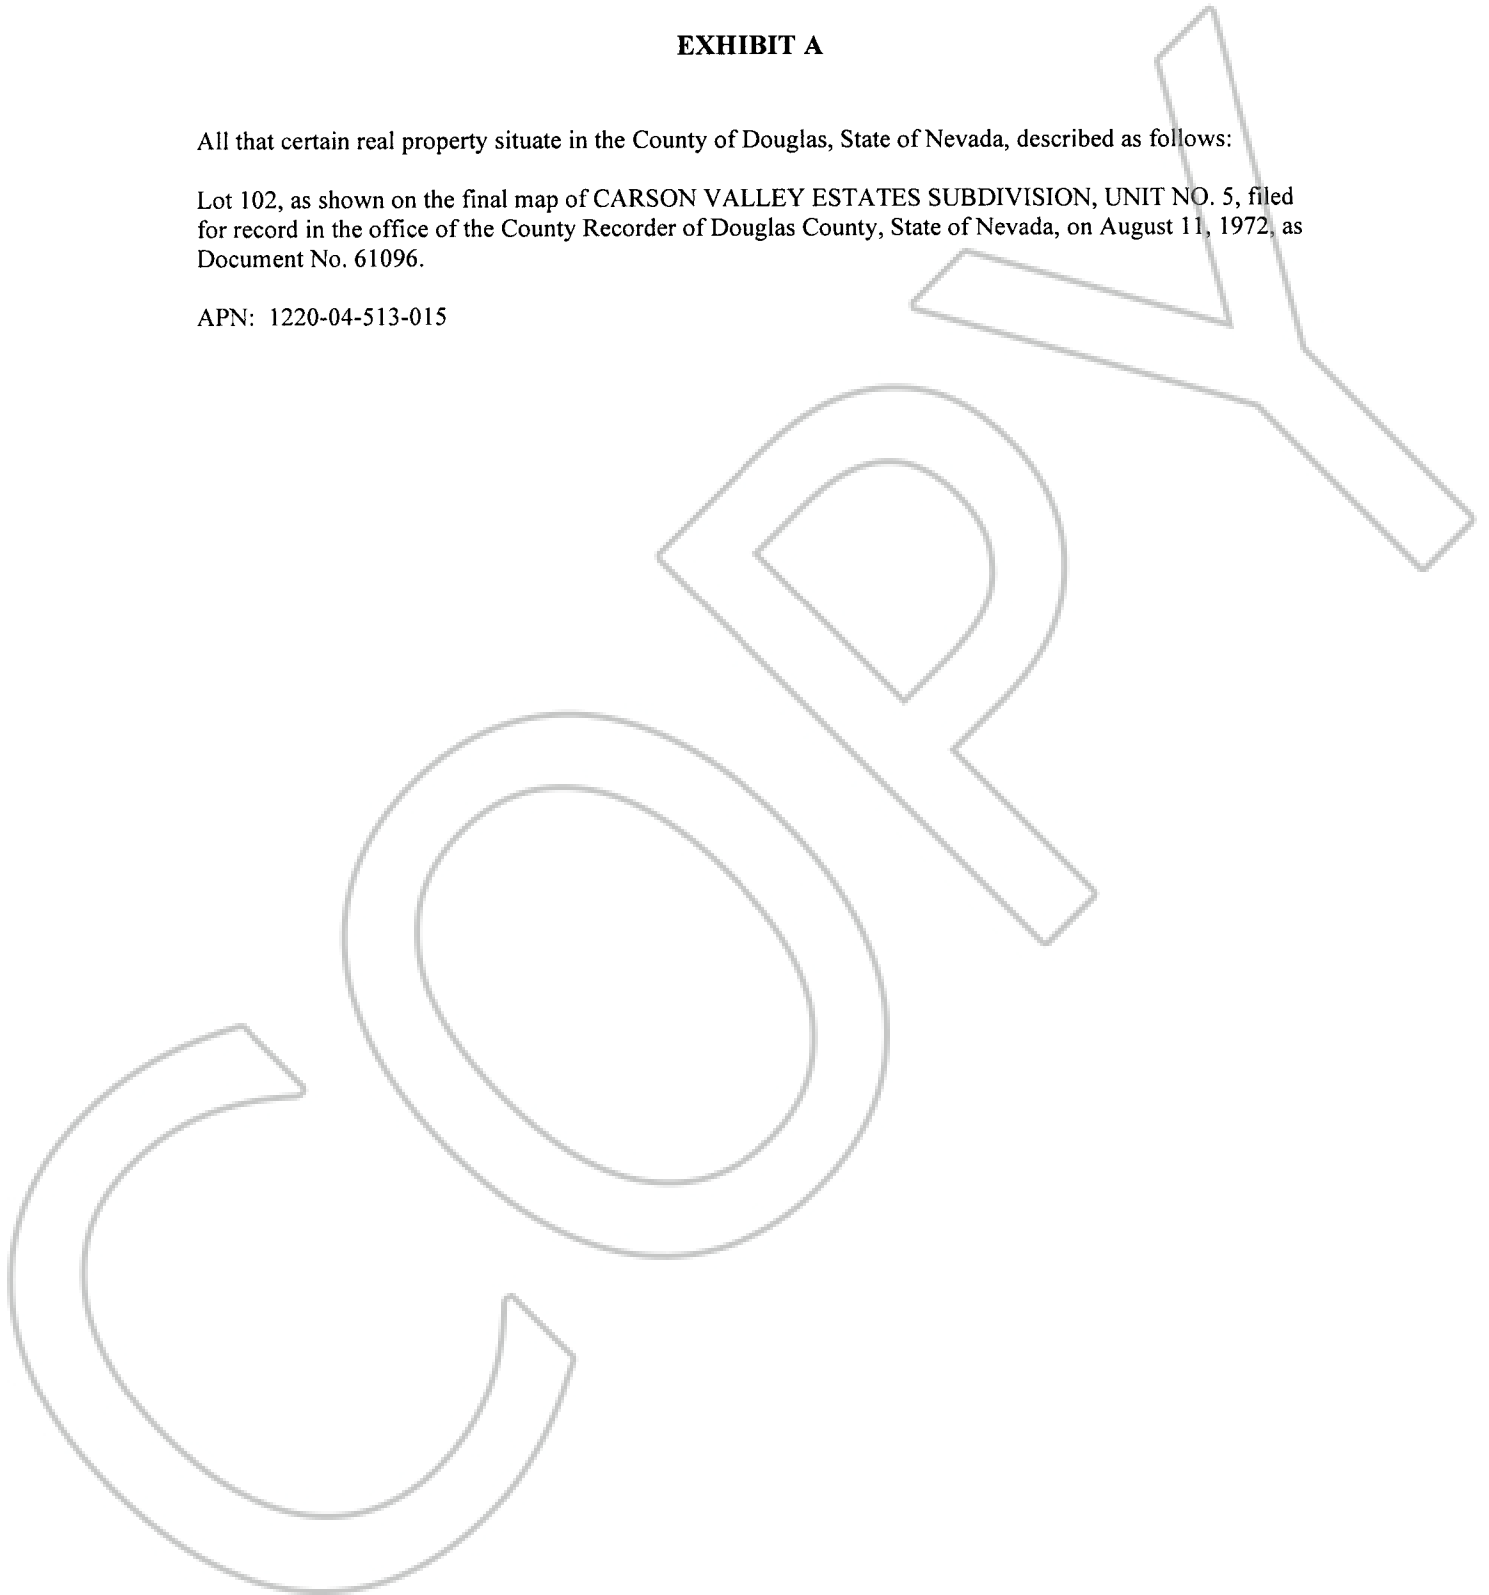 EXHIBIT A
All that certain real property situate in the County of Douglas, State of Nevada, described as follows:
Lot 102, as shown on the final map of CARSON VALLEY ESTATES SUBDIVISION, UNIT NO. 5, filed
for record in the office of the County Recorder of Douglas County, State of Nevada, on August 11, 1972, as
Document No. 61096.
APN: 1220-04-513-015
COPY